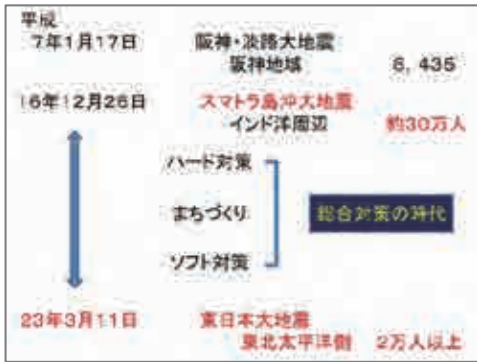 平成
7年1月17日 阪神・淡路大地震
阪神地域 6,435
16年12月26日 スマトラ島沖大地震
インド洋周辺 約30万人
ハード対策
まちづくり 総合対策の時代
ソフト対策
23年3月11日 東日本大地震
東北太平洋側 2万人以上